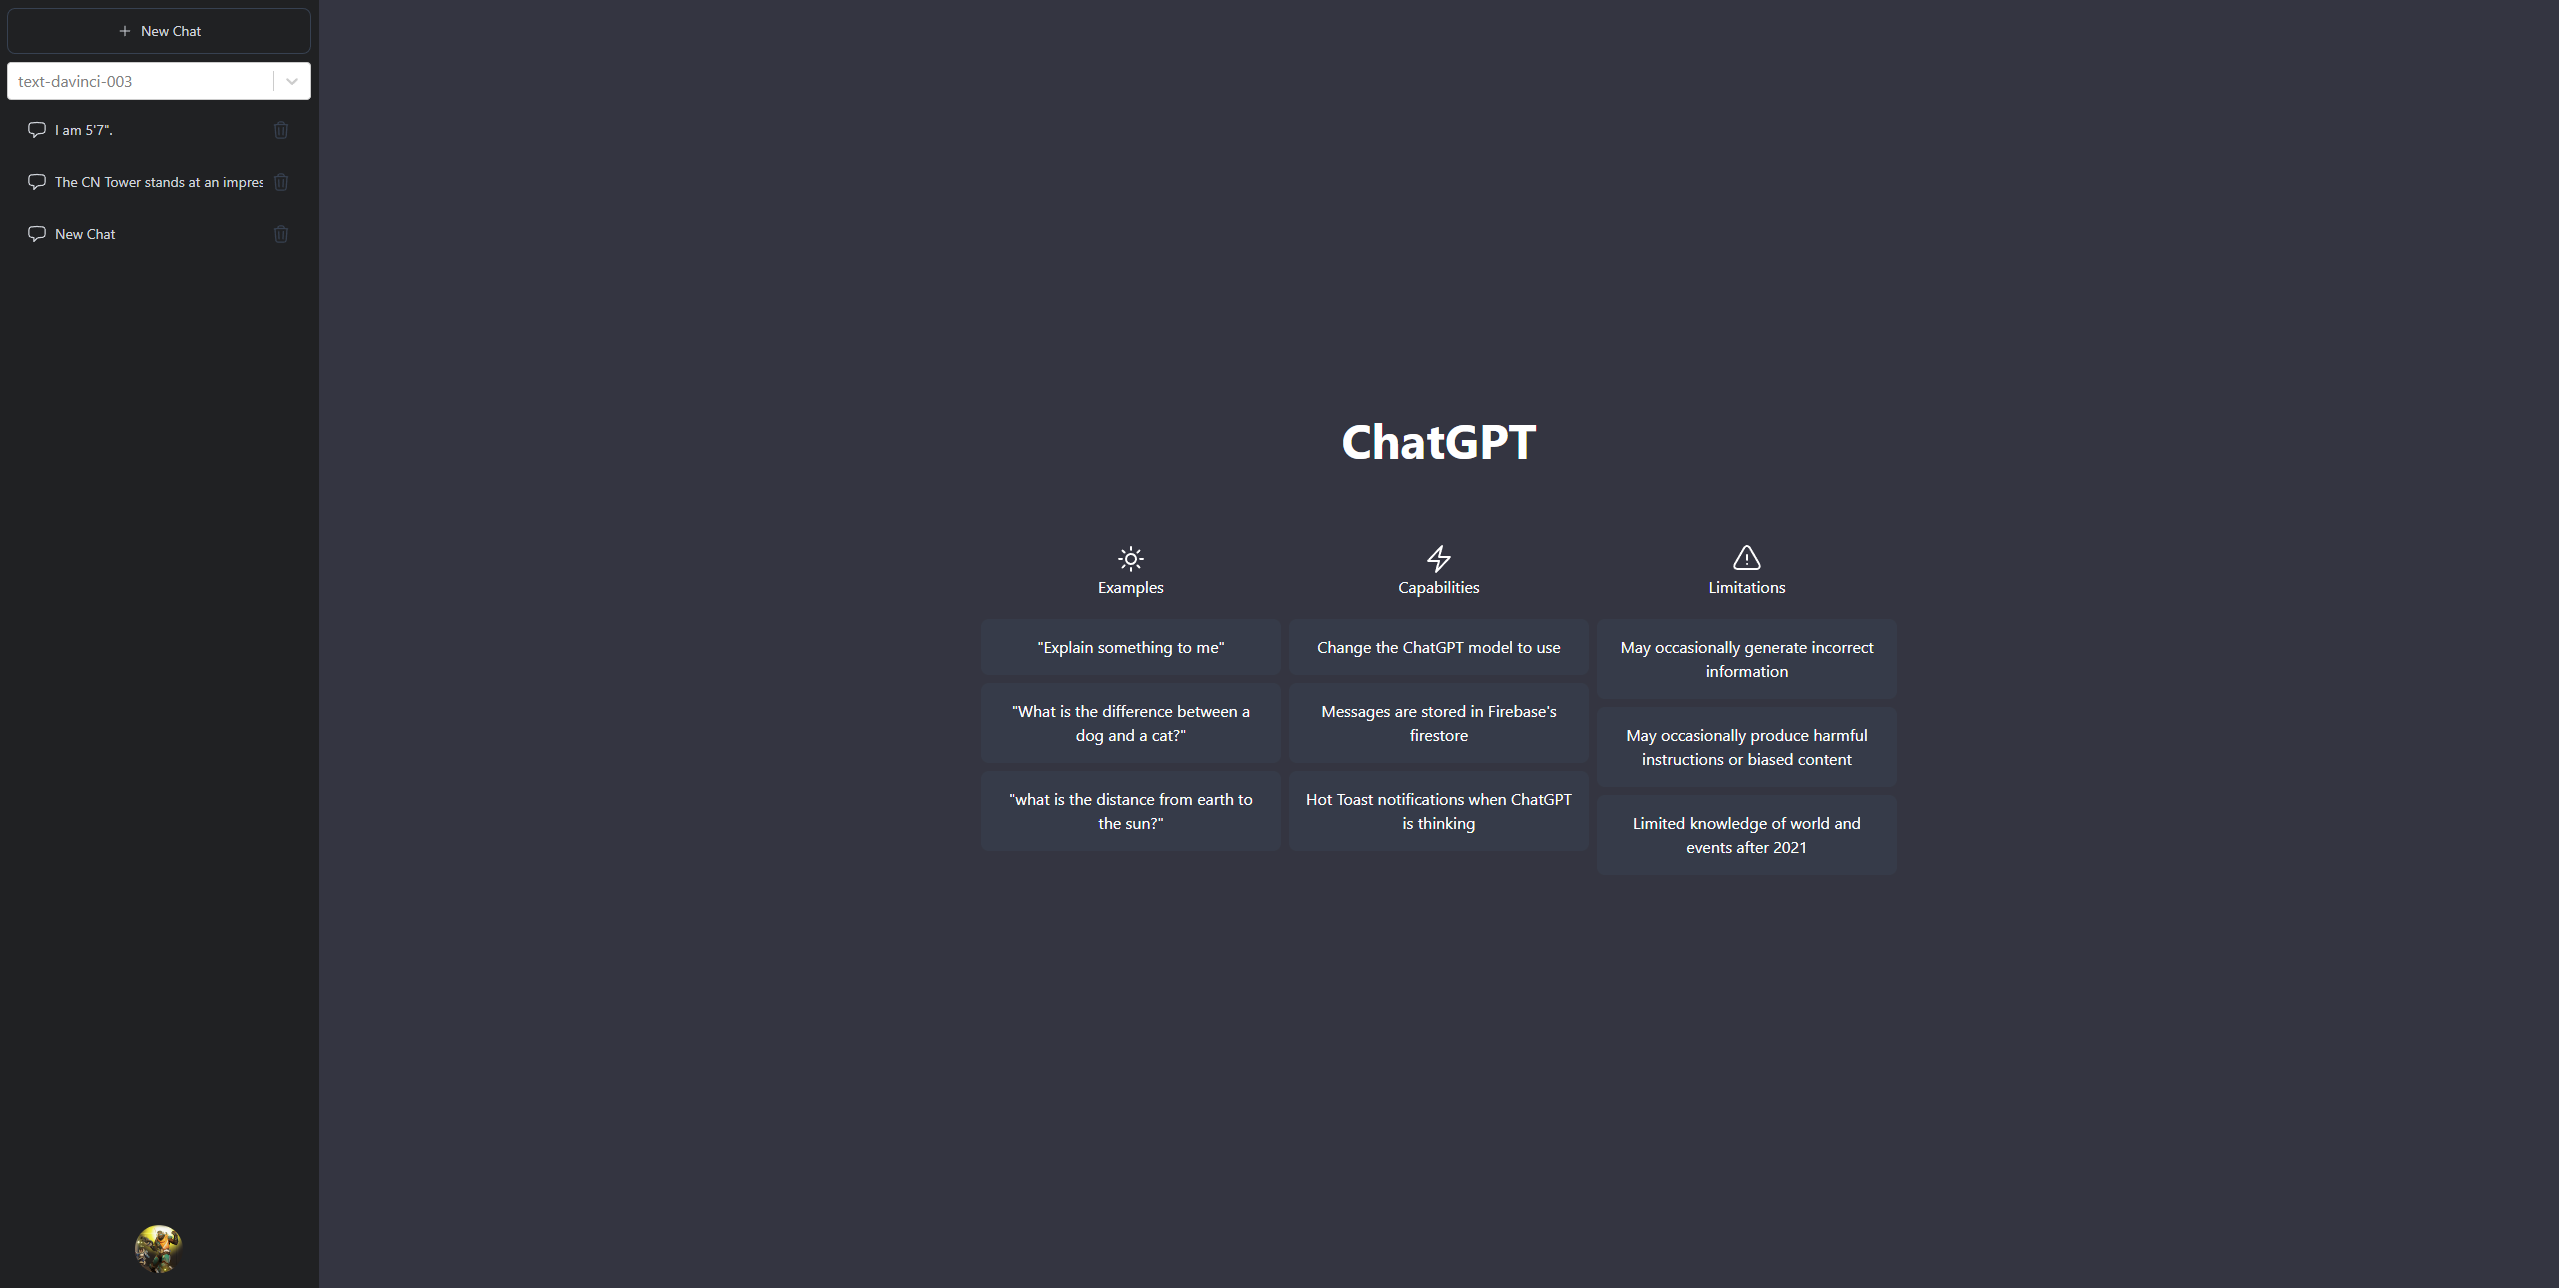 New Chat
text-davinci-003
I am 5'7".
The CN Tower stands at an impres
New Chat
ChatGPT
Examples
"Explain something to me"
"What is the difference between a
dog and a cat?"
"what is the distance from earth to
the sun?"
Capabilities
Change the ChatGPT model to use
Messages are stored in Firebase's
firestore
Hot Toast notifications when ChatGPT
is thinking
Limitations
May occasionally generate incorrect
information
May occasionally produce harmful
instructions or biased content
Limited knowledge of world and
events after 2021